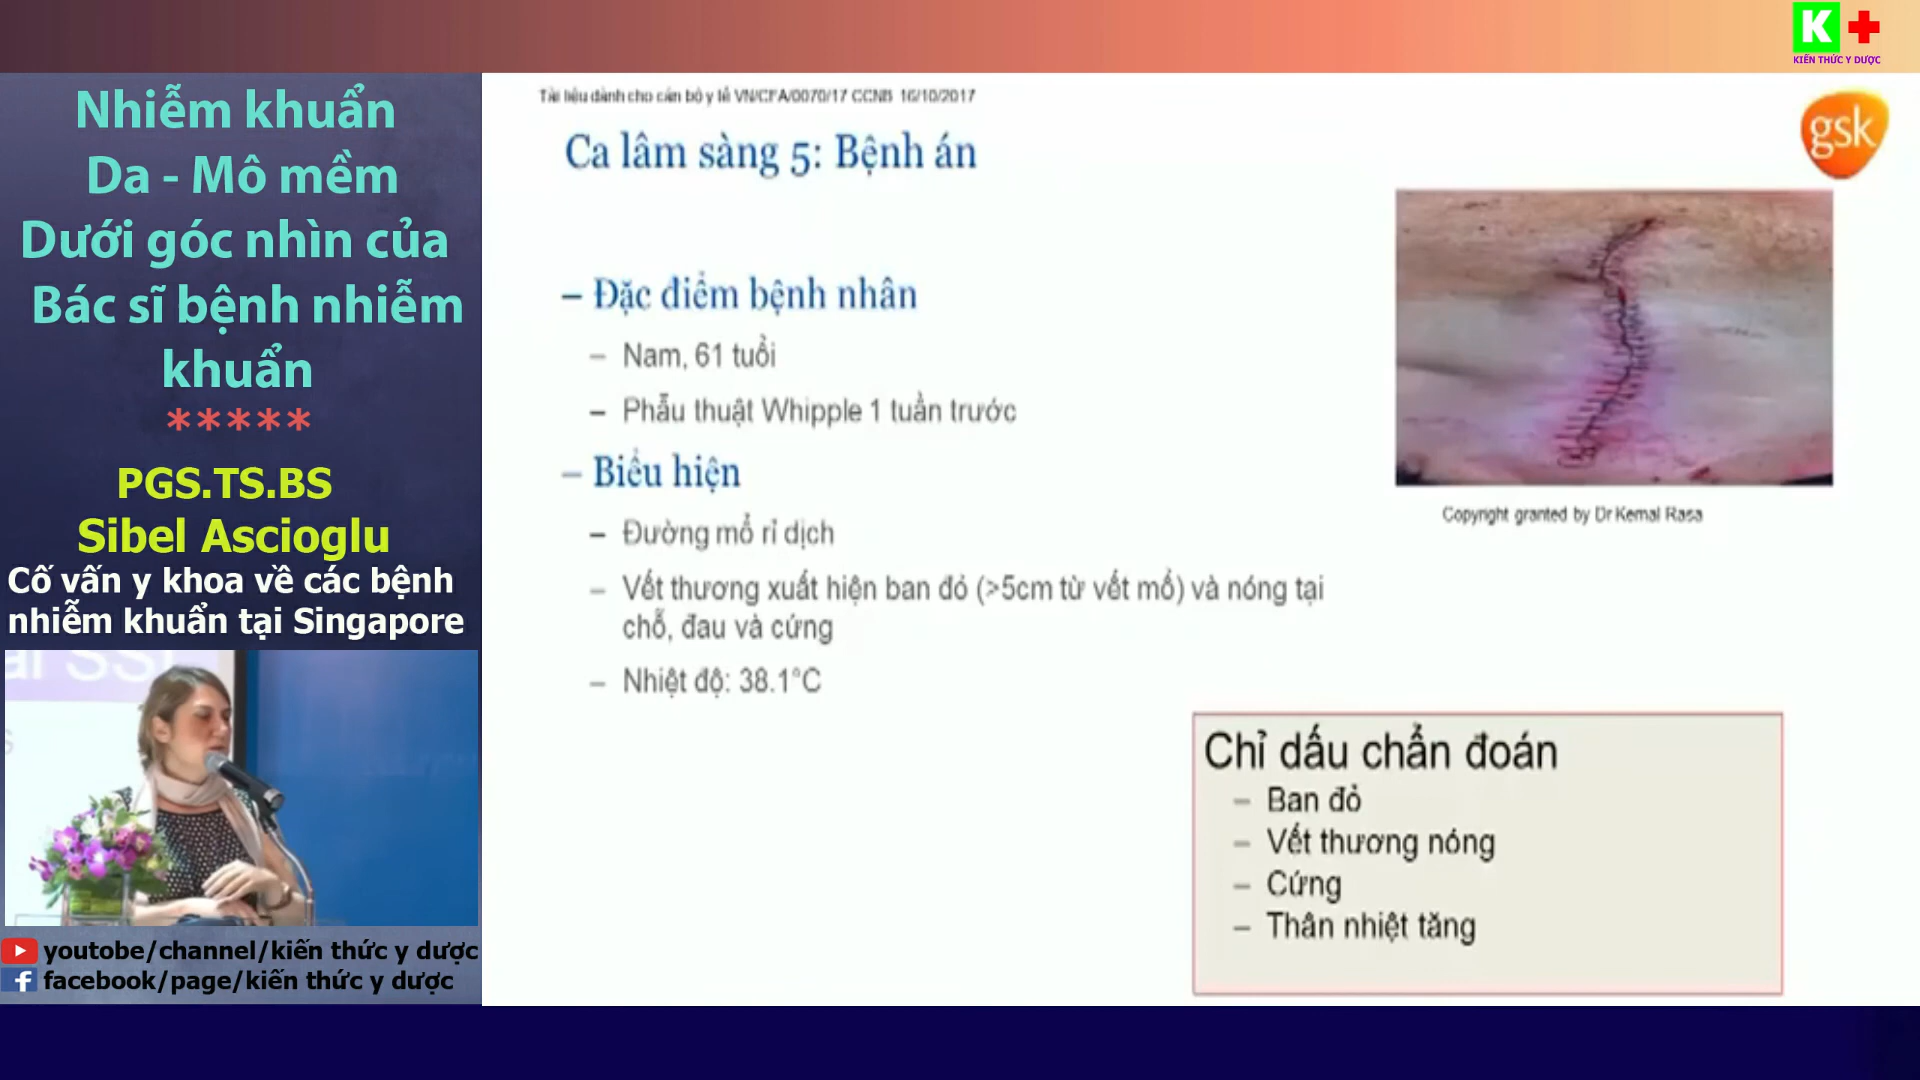 K
KIẾN THỨC Y DƯỢC
Nhiễm khuẩn
Da - Mô mềm
Dưới góc nhìn của
Bác sĩ bệnh nhiễm
khuẩn
*****
PGS.TS.BS
Sibel Ascioglu
Cố vấn y khoa về các bệnh
nhiễm khuẩn tại Singapore
youtobe/channel/kiến thức y dược
facebook/page/kiến thức y dược
Tài liệu dành cho cán bộ y tế VN/CFA/0070/17 CCNB 16/10/2017
gsk
Ca lâm sàng 5: Bệnh án
– Đặc điểm bệnh nhân
– Nam, 61 tuổi
– Phẫu thuật Whipple 1 tuần trước
– Biểu hiện
– Đường mổ rỉ dịch
– Vết thương xuất hiện ban đỏ (>5cm từ vết mổ) và nóng tại
chỗ, đau và cứng
– Nhiệt độ: 38.1°C
Copyright granted by Dr Kemal Rasa
Chỉ dấu chẩn đoán
– Ban đỏ
– Vết thương nóng
– Cứng
– Thân nhiệt tăng